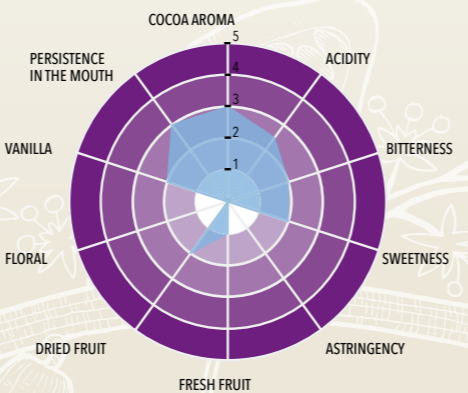 COCOA AROMA
5
4
3
2
1
PERSISTENCE
IN THE MOUTH
ACIDITY
VANILLA
BITTERNESS
FLORAL
SWEETNESS
DRIED FRUIT
ASTRINGENCY
FRESH FRUIT